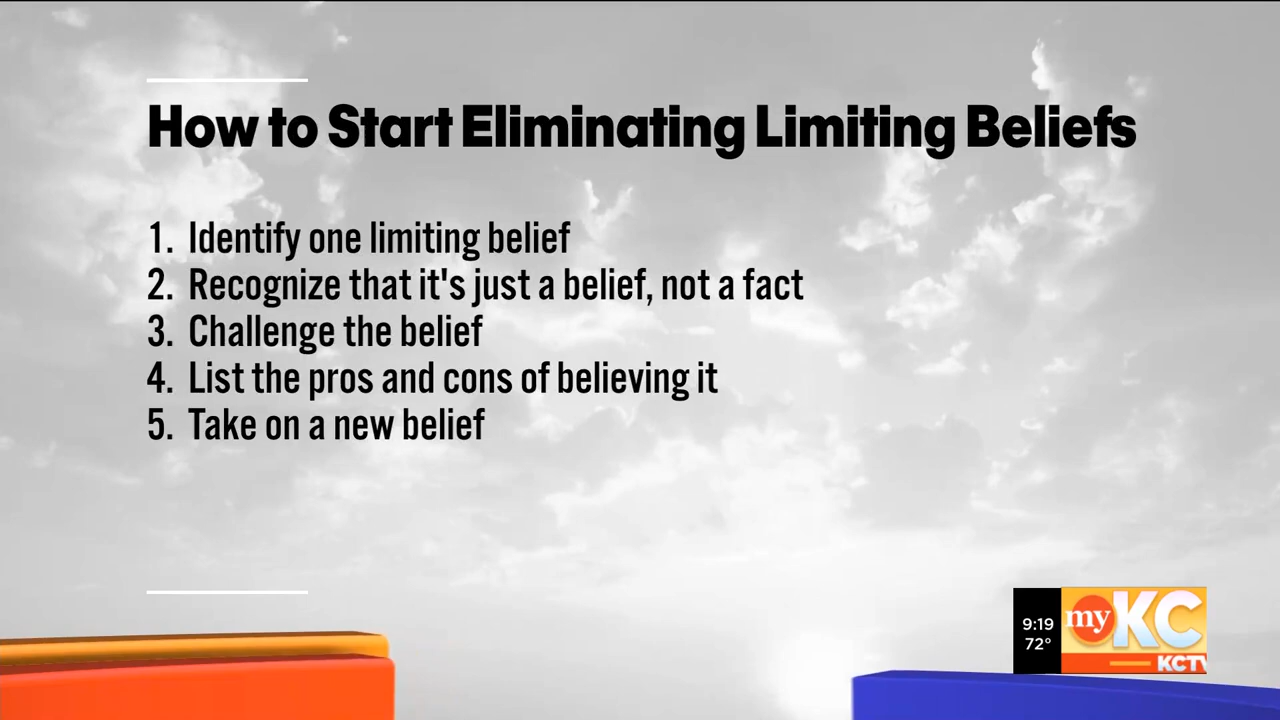 How to Start Eliminating Limiting Beliefs
1. Identify one limiting belief
2. Recognize that it's just a belief, not a fact
3. Challenge the belief
4. List the pros and cons of believing it
5. Take on a new belief
9:19
72°
my KC
KCTV